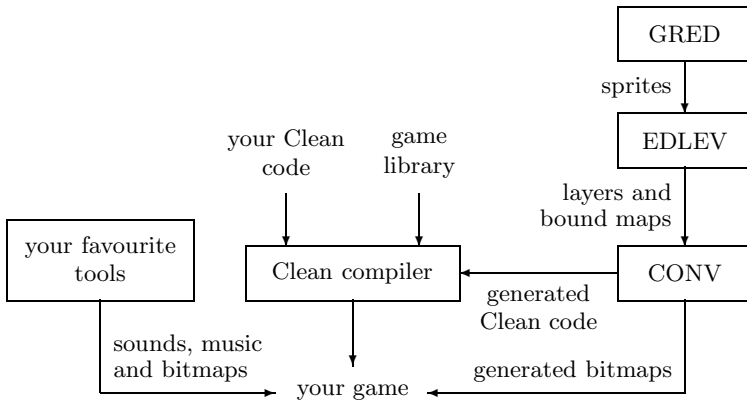 GRED
sprites
EDLEV
your Clean
code
game
library
layers and
bound maps
your favourite
tools
Clean compiler
CONV
generated
Clean code
sounds, music
and bitmaps
your game
generated bitmaps